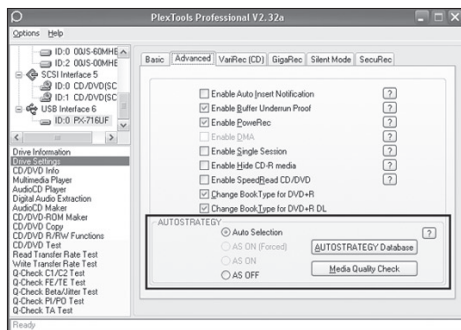 PlexTools Professional V2.32a
Options Help
ID:0 00JS-60MHE
ID:2 00JS-00MHE
SCSI Interface 5
ID:0 CD/DVD(SC
ID:1 CD/DVD(SC
USB Interface 6
ID:0 PX-716UF
Drive Information
Drive Settings
CD/DVD Info
Multimedia Player
AudioCD Player
Digital Audio Extraction
AudioCD Maker
CD/DVD-ROM Maker
CD/DVD Copy
CD/DVD R/RW Functions
CD/DVD Test
Read Transfer Rate Test
Write Transfer Rate Test
Q-Check C1/C2 Test
Q-Check FE/TE Test
Q-Check Beta/Jitter Test
Q-Check PI/PO Test
Q-Check TA Test
Basic Advanced VariRec (CD) GigaRec Silent Mode SecuRec
Enable Auto Insert Notification ?
Enable Buffer Underrun Proof ?
Enable PoweRec ?
Enable DMA ?
Enable Single Session ?
Enable Hide CD-R media ?
Enable SpeedRead CD/DVD ?
Change BookType for DVD+R
Change BookType for DVD+R DL
AUTOSTRATEGY
Auto Selection ?
AS ON (Forced) AUTOSTRATEGY Database
AS ON
AS OFF Media Quality Check
Ready